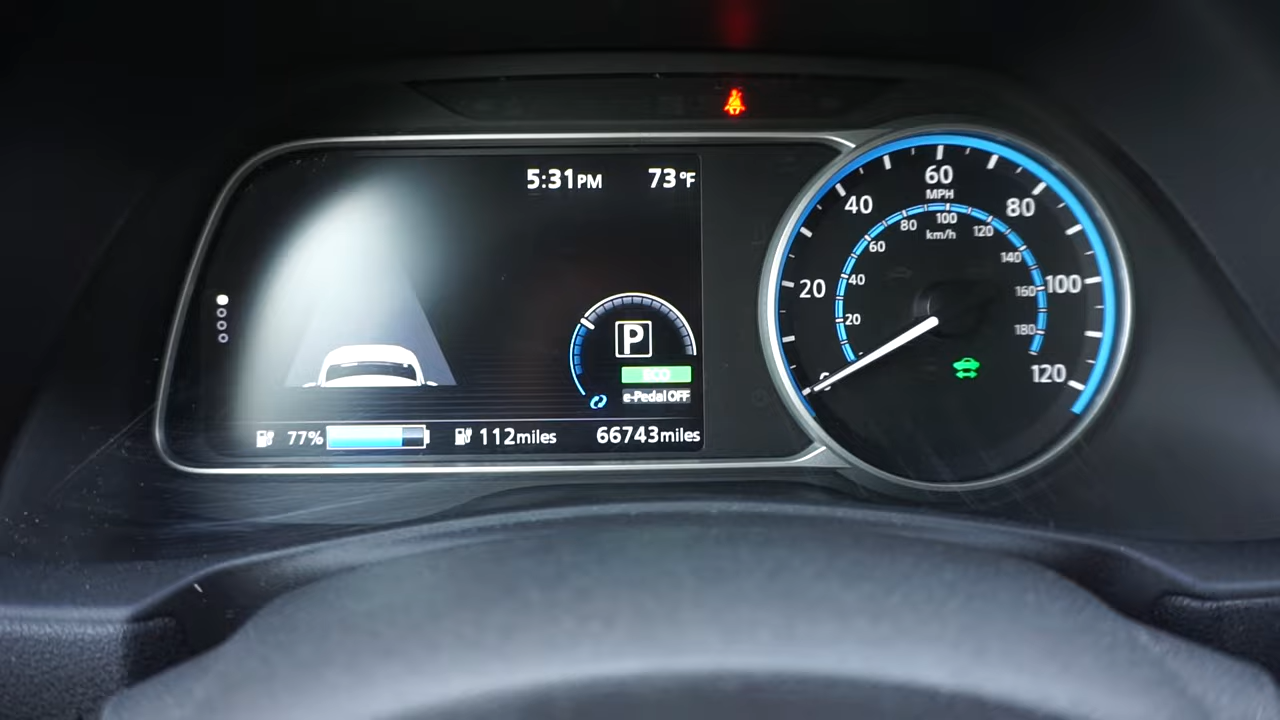 5:31PM 73°F
P
ECO
e-Pedal OFF
77% 112miles 66743miles
0 20 40 60 80 100 120
MPH
20 40 60 80 100 120 140 160 180
km/h